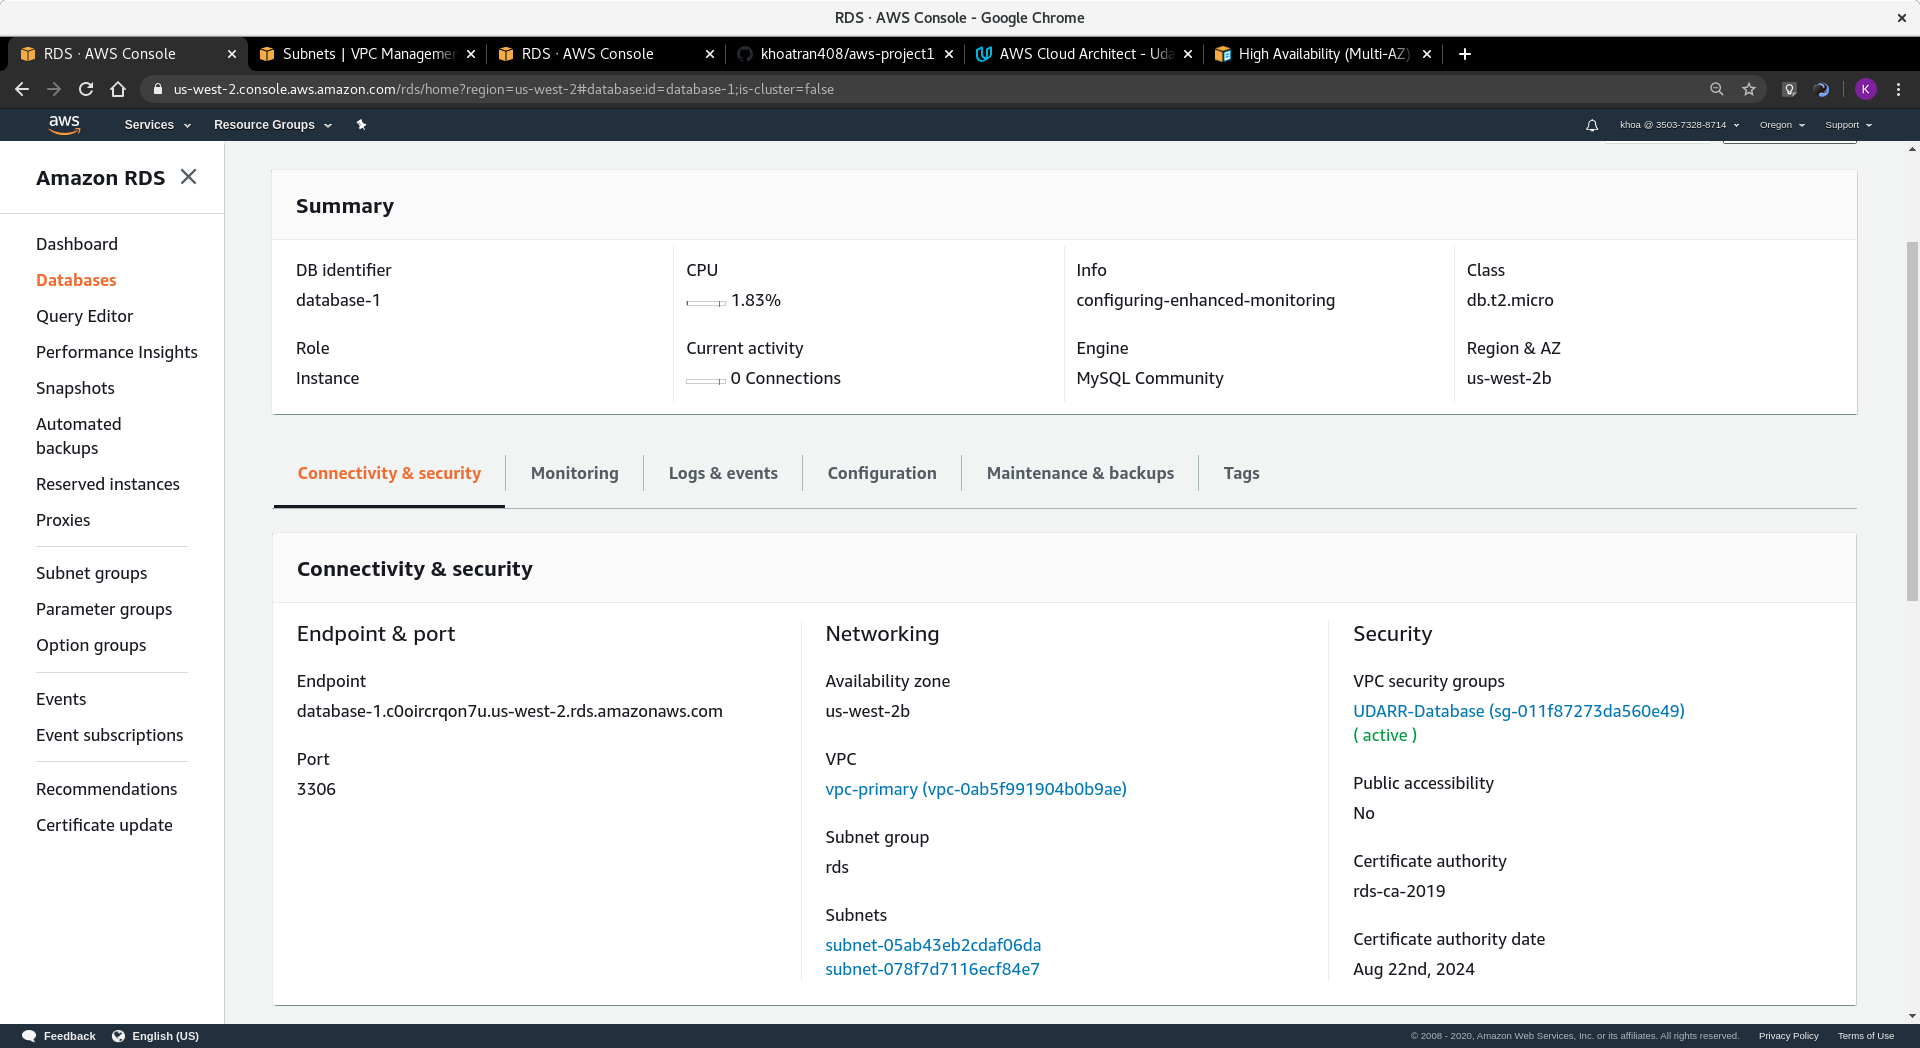 RDS · AWS Console - Google Chrome
RDS · AWS Console
Subnets | VPC Managemen
RDS · AWS Console
khoatran408/aws-project1
AWS Cloud Architect - Uda
High Availability (Multi-AZ)
us-west-2.console.aws.amazon.com/rds/home?region=us-west-2#database:id=database-1;is-cluster=false
K
aws
Services
Resource Groups
khoa @ 3503-7328-8714
Oregon
Support
Amazon RDS
Dashboard
Databases
Query Editor
Performance Insights
Snapshots
Automated
backups
Reserved instances
Proxies
Subnet groups
Parameter groups
Option groups
Events
Event subscriptions
Recommendations
Certificate update
Summary
DB identifier
database-1
CPU
1.83%
Info
configuring-enhanced-monitoring
Class
db.t2.micro
Role
Instance
Current activity
0 Connections
Engine
MySQL Community
Region & AZ
us-west-2b
Connectivity & security
Monitoring
Logs & events
Configuration
Maintenance & backups
Tags
Connectivity & security
Endpoint & port
Endpoint
database-1.c0oircrqon7u.us-west-2.rds.amazonaws.com
Port
3306
Networking
Availability zone
us-west-2b
VPC
vpc-primary (vpc-0ab5f991904b0b9ae)
Subnet group
rds
Subnets
subnet-05ab43eb2cdaf06da
subnet-078f7d7116ecf84e7
Security
VPC security groups
UDARR-Database (sg-011f87273da560e49)
( active )
Public accessibility
No
Certificate authority
rds-ca-2019
Certificate authority date
Aug 22nd, 2024
Feedback
English (US)
© 2008 - 2020, Amazon Web Services, Inc. or its affiliates. All rights reserved.
Privacy Policy
Terms of Use